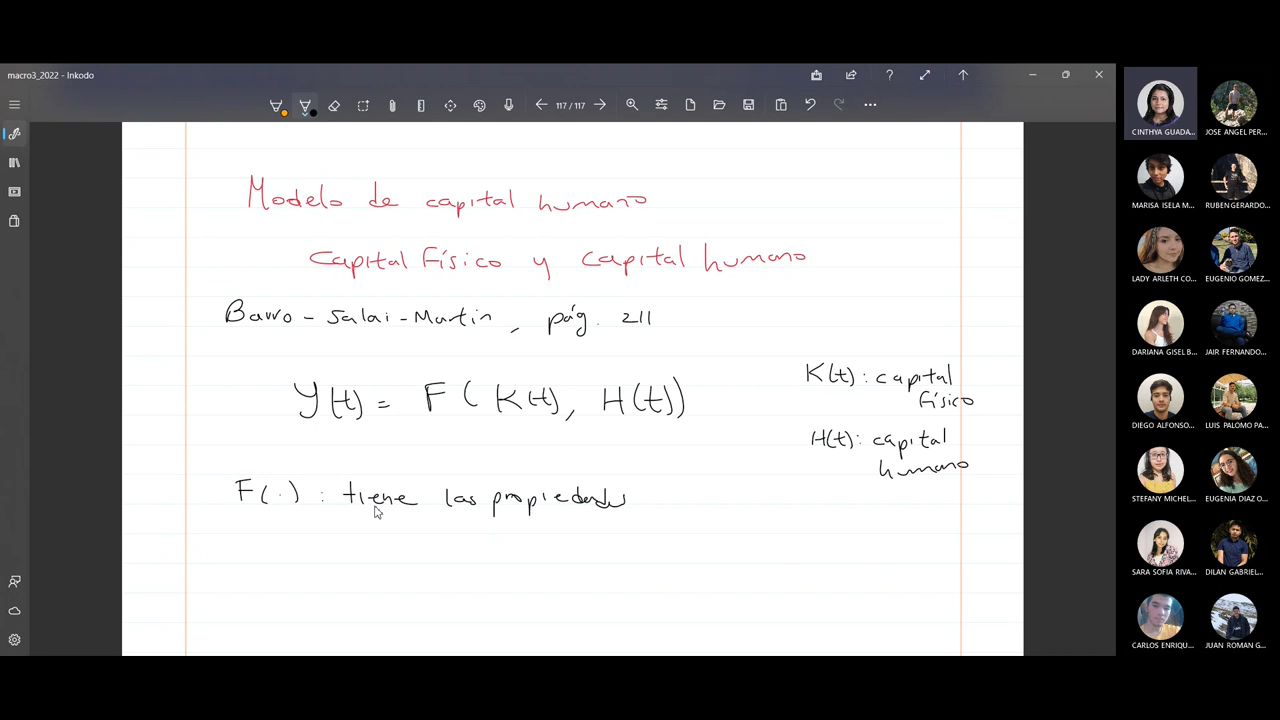 macro3_2022 - Inkodo
117 / 117
Modelo de capital humano
Capital Físico y capital humano
Barro - Salai - Martin, pág. 211
Y(t) = F(K(t), H(t))
K(t): capital
físico
H(t): capital
humano
F(·): tiene las propiedades
CINTHYA GUADA...
JOSE ANGEL PER...
MARISA ISELA M...
RUBEN GERARDO...
LADY ARLETH CO...
EUGENIO GOMEZ...
DARIANA GISEL B...
JAIR FERNANDO...
DIEGO ALFONSO...
LUIS PALOMO PA...
STEFANY MICHEL...
EUGENIA DIAZ O...
SARA SOFIA RIVA...
DILAN GABRIEL...
CARLOS ENRIQU...
JUAN ROMAN G...